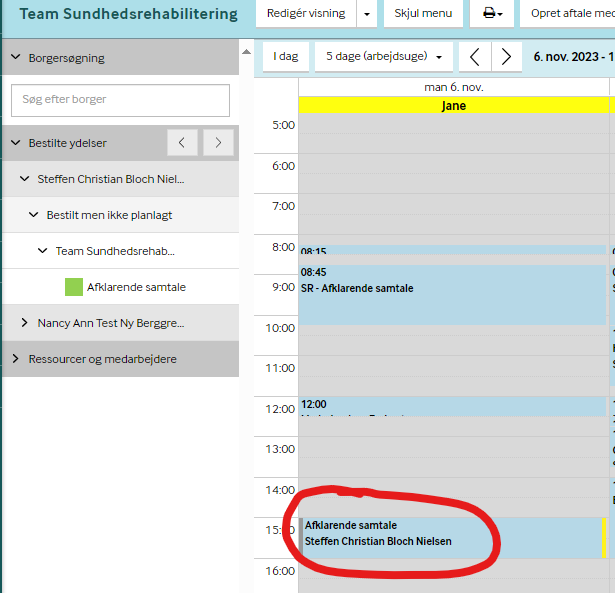 Team Sundhedsrehabilitering
Redigér visning
Skjul menu
Opret aftale med
Borgersøgning
Søg efter borger
Bestilte ydelser
Steffen Christian Bloch Niel...
Bestilt men ikke planlagt
Team Sundhedsrehab...
Afklarende samtale
Nancy Ann Test Ny Berggre...
Ressourcer og medarbejdere
I dag
5 dage (arbejdsuge)
6. nov. 2023 - 1
man 6. nov.
Jane
5:00
6:00
7:00
8:00
08:15
08:45
SR - Afklarende samtale
9:00
10:00
11:00
12:00
12:00
13:00
14:00
15:00
Afklarende samtale
Steffen Christian Bloch Nielsen
16:00